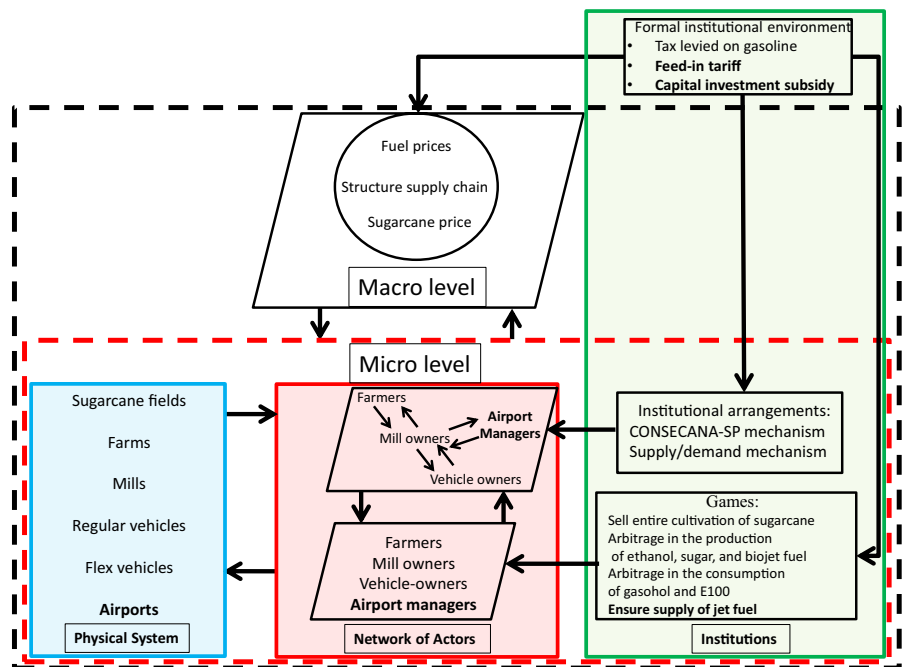 Formal institutional environment
• Tax levied on gasoline
• Feed-in tariff
• Capital investment subsidy
Fuel prices
Structure supply chain
Sugarcane price
Macro level
Micro level
Sugarcane fields
Farms
Mills
Regular vehicles
Flex vehicles
Airports
Physical System
Farmers
Airport
Managers
Mill owners
Vehicle owners
Farmers
Mill owners
Vehicle-owners
Airport managers
Network of Actors
Institutional arrangements:
CONSECANA-SP mechanism
Supply/demand mechanism
Games:
Sell entire cultivation of sugarcane
Arbitrage in the production
of ethanol, sugar, and biojet fuel
Arbitrage in the consumption
of gasohol and E100
Ensure supply of jet fuel
Institutions